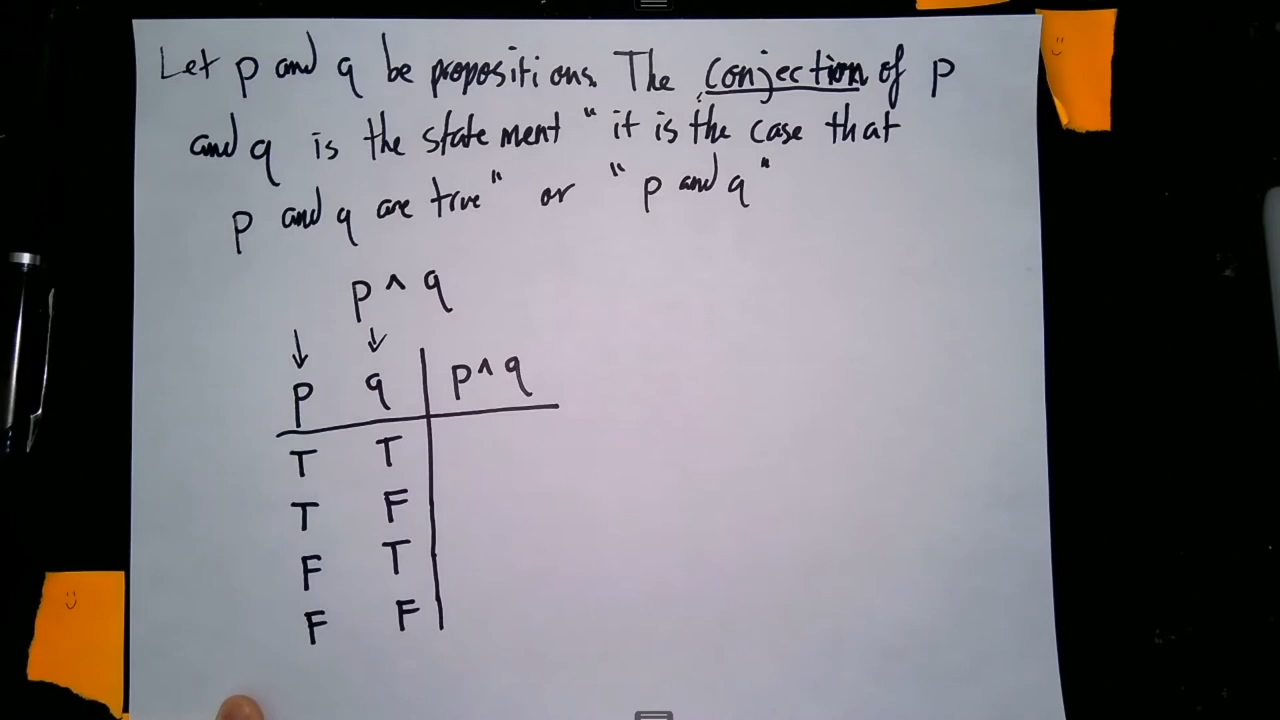 Let p and q be propositions. The conjection of p
and q is the statement "it is the case that
p and q are true" or "p and q"
p ^ q
↓ ↓
p q p ^ q
T T
T F
F T
F F